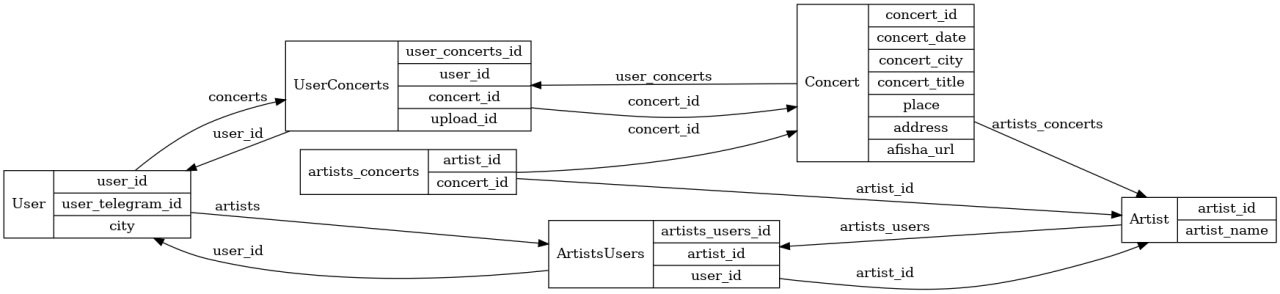 User
user_id
user_telegram_id
city
concerts
user_id
artists
user_id
UserConcerts
user_concerts_id
user_id
concert_id
upload_id
artists_concerts
artist_id
concert_id
ArtistsUsers
artists_users_id
artist_id
user_id
user_concerts
concert_id
concert_id
artist_id
artists_users
artist_id
Concert
concert_id
concert_date
concert_city
concert_title
place
address
afisha_url
artists_concerts
Artist
artist_id
artist_name